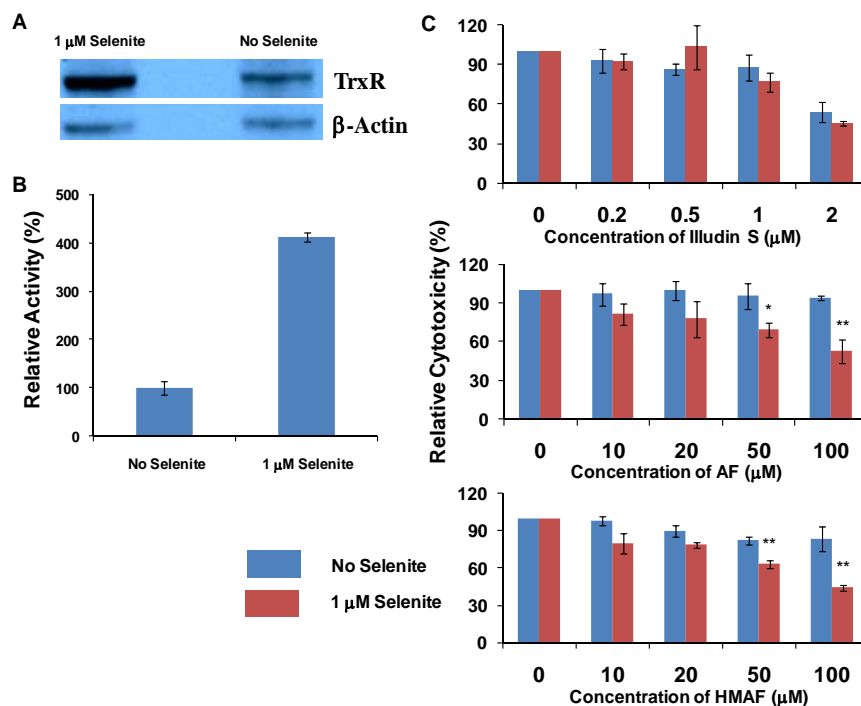 A
1 μM Selenite
No Selenite
TrxR
β-Actin
B
Relative Activity (%)
500
400
300
200
100
0
No Selenite
1 μM Selenite
No Selenite
1 μM Selenite
C
Relative Cytotoxicity (%)
120
90
60
30
0
0 0.2 0.5 1 2
Concentration of Illudin S (μM)
120
90
60
30
0
*
**
0 10 20 50 100
Concentration of AF (μM)
120
90
60
30
0
**
**
0 10 20 50 100
Concentration of HMAF (μM)